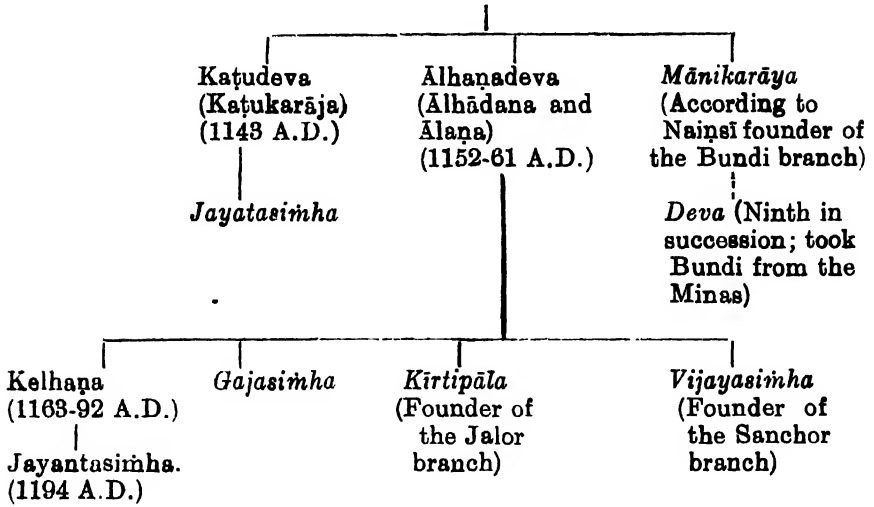 Kaṭudeva
(Kaṭukarāja)
(1143 A.D.)
Jayatasiṁha
Ālhaṇadeva
(Ālhādana and
Ālaṇa)
(1152-61 A.D.)
Mānikarāya
(According to
Naiṇsī founder of
the Bundi branch)
Deva (Ninth in
succession; took
Bundi from the
Minas)
Kelhaṇa
(1163-92 A.D.)
Jayantasiṁha.
(1194 A.D.)
Gajasiṁha
Kīrtipāla
(Founder of
the Jalor
branch)
Vijayasiṁha
(Founder of
the Sanchor
branch)